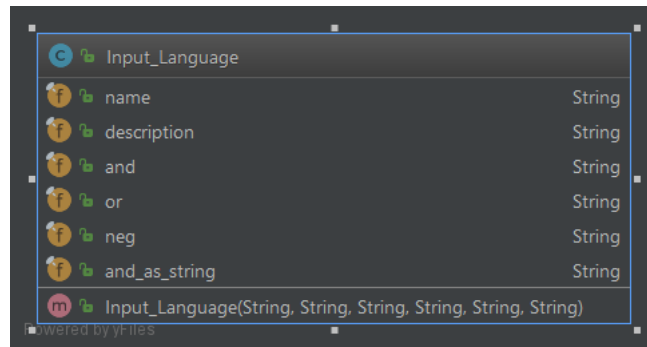 C Input_Language
f name String
f description String
f and String
f or String
f neg String
f and_as_string String
m Input_Language(String, String, String, String, String, String)
Powered by yFiles